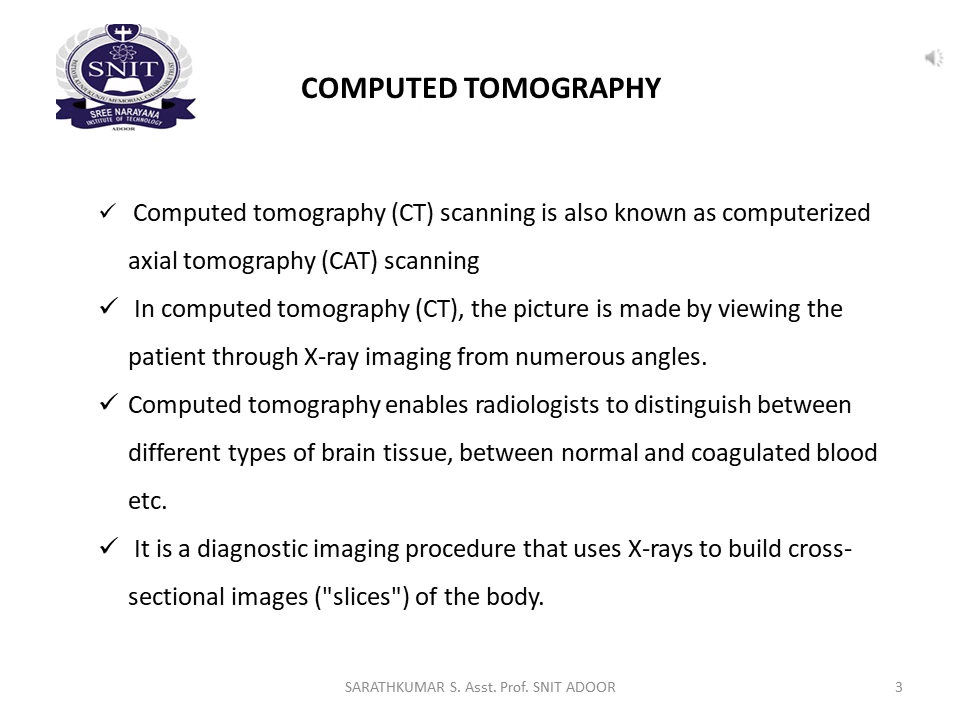 SNIT
SREE NARAYANA
INSTITUTE OF TECHNOLOGY
ADOOR
COMPUTED TOMOGRAPHY
✓ Computed tomography (CT) scanning is also known as computerized
axial tomography (CAT) scanning
✓ In computed tomography (CT), the picture is made by viewing the
patient through X-ray imaging from numerous angles.
✓ Computed tomography enables radiologists to distinguish between
different types of brain tissue, between normal and coagulated blood
etc.
✓ It is a diagnostic imaging procedure that uses X-rays to build cross-
sectional images ("slices") of the body.
SARATHKUMAR S. Asst. Prof. SNIT ADOOR
3